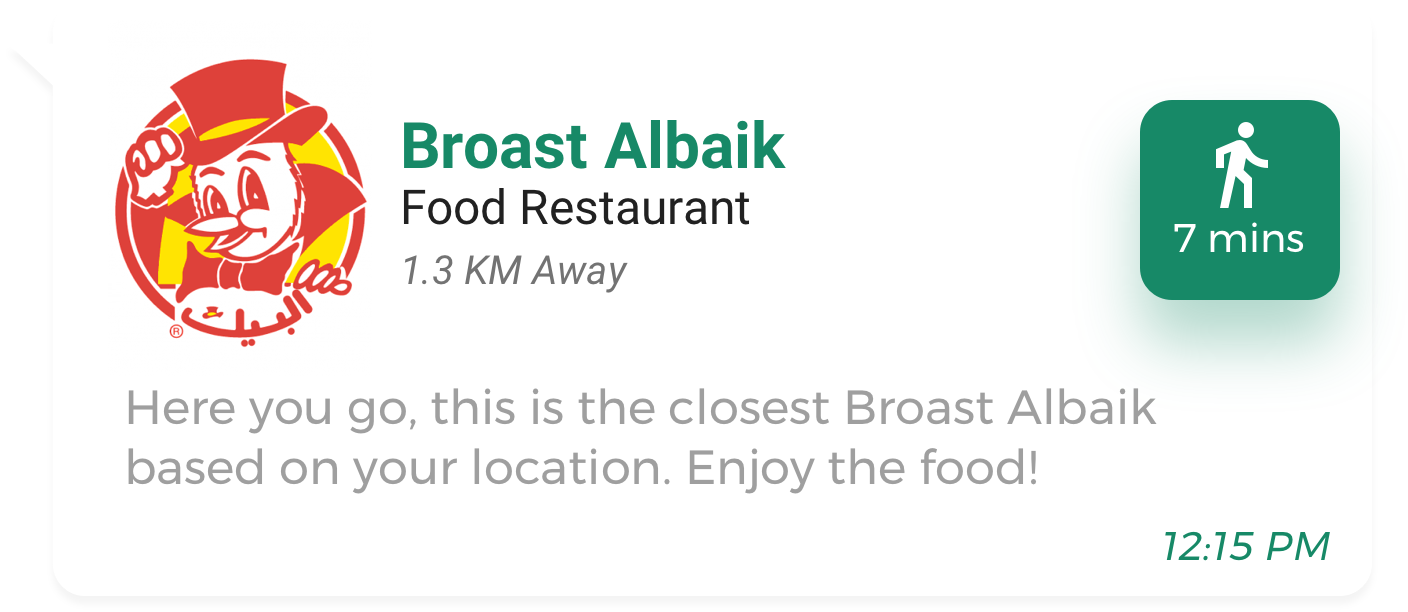 البيك
®
Broast Albaik
Food Restaurant
1.3 KM Away
7 mins
Here you go, this is the closest Broast Albaik
based on your location. Enjoy the food!
12:15 PM